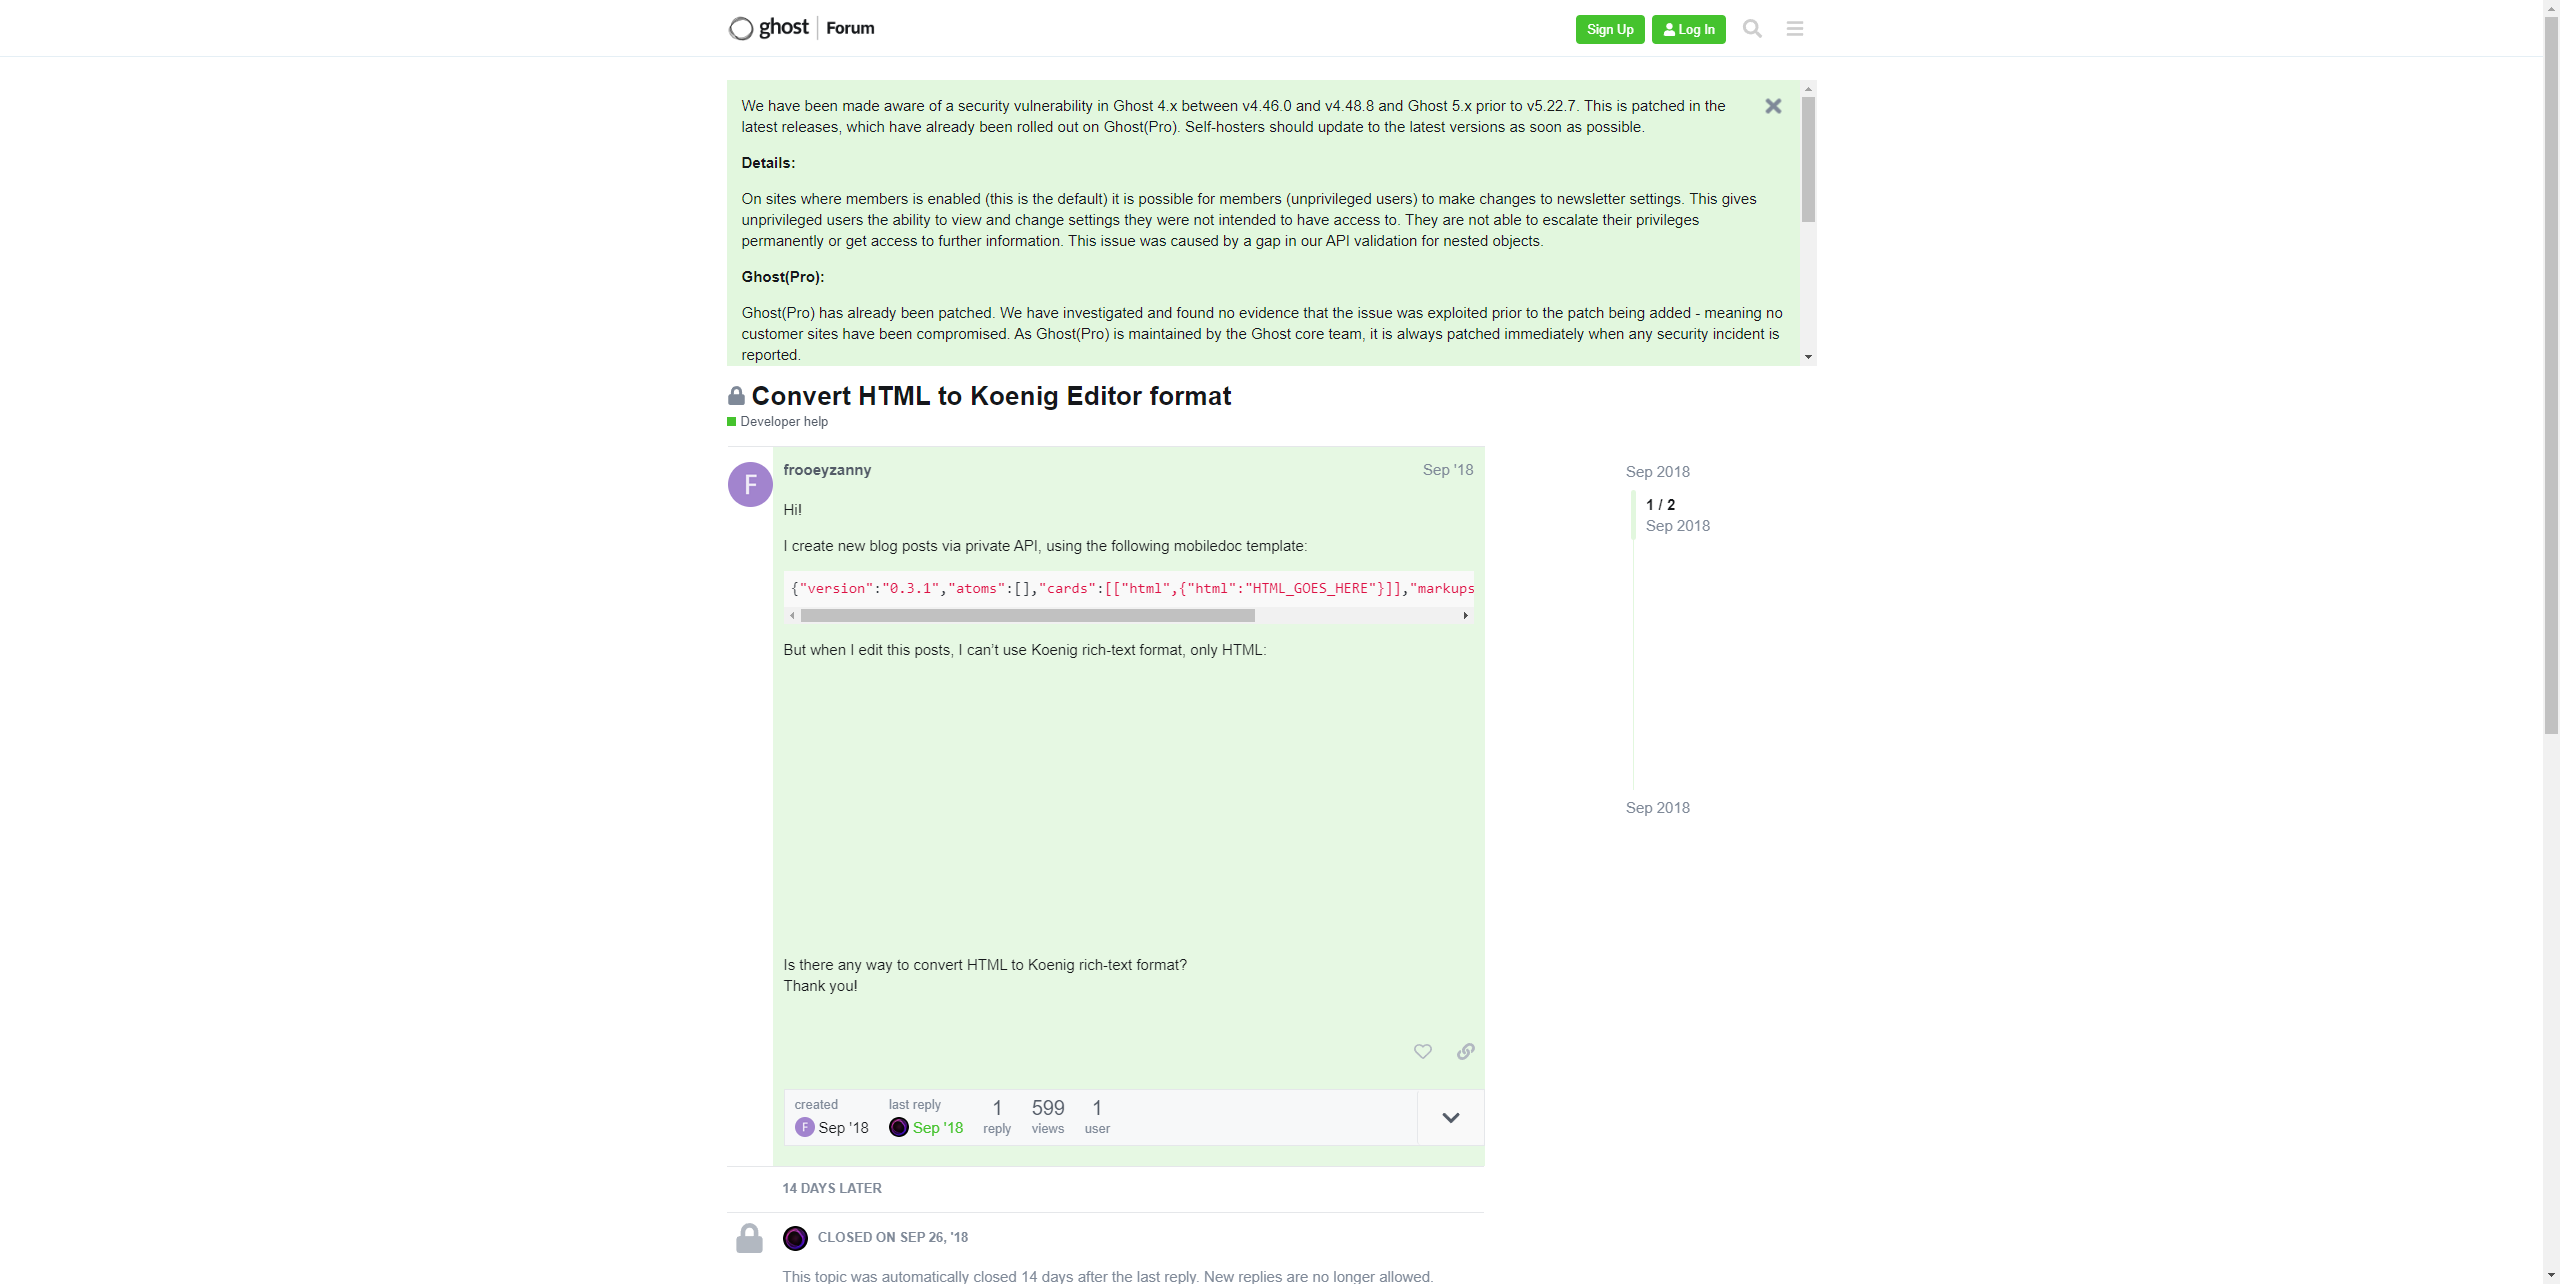 ghost Forum
Sign Up
Log In
We have been made aware of a security vulnerability in Ghost 4.x between v4.46.0 and v4.48.8 and Ghost 5.x prior to v5.22.7. This is patched in the
latest releases, which have already been rolled out on Ghost(Pro). Self-hosters should update to the latest versions as soon as possible.
Details:
On sites where members is enabled (this is the default) it is possible for members (unprivileged users) to make changes to newsletter settings. This gives
unprivileged users the ability to view and change settings they were not intended to have access to. They are not able to escalate their privileges
permanently or get access to further information. This issue was caused by a gap in our API validation for nested objects.
Ghost(Pro):
Ghost(Pro) has already been patched. We have investigated and found no evidence that the issue was exploited prior to the patch being added - meaning no
customer sites have been compromised. As Ghost(Pro) is maintained by the Ghost core team, it is always patched immediately when any security incident is
reported.
Convert HTML to Koenig Editor format
Developer help
F
frooeyzanny
Sep '18
Hi!
I create new blog posts via private API, using the following mobiledoc template:
{"version":"0.3.1","atoms":[],"cards":[["html",{"html":"HTML_GOES_HERE"}]],"markups
But when I edit this posts, I can’t use Koenig rich-text format, only HTML:
Is there any way to convert HTML to Koenig rich-text format?
Thank you!
created
F Sep '18
last reply
Sep '18
1
reply
599
views
1
user
Sep 2018
1 / 2
Sep 2018
Sep 2018
14 DAYS LATER
CLOSED ON SEP 26, '18
This topic was automatically closed 14 days after the last reply. New replies are no longer allowed.